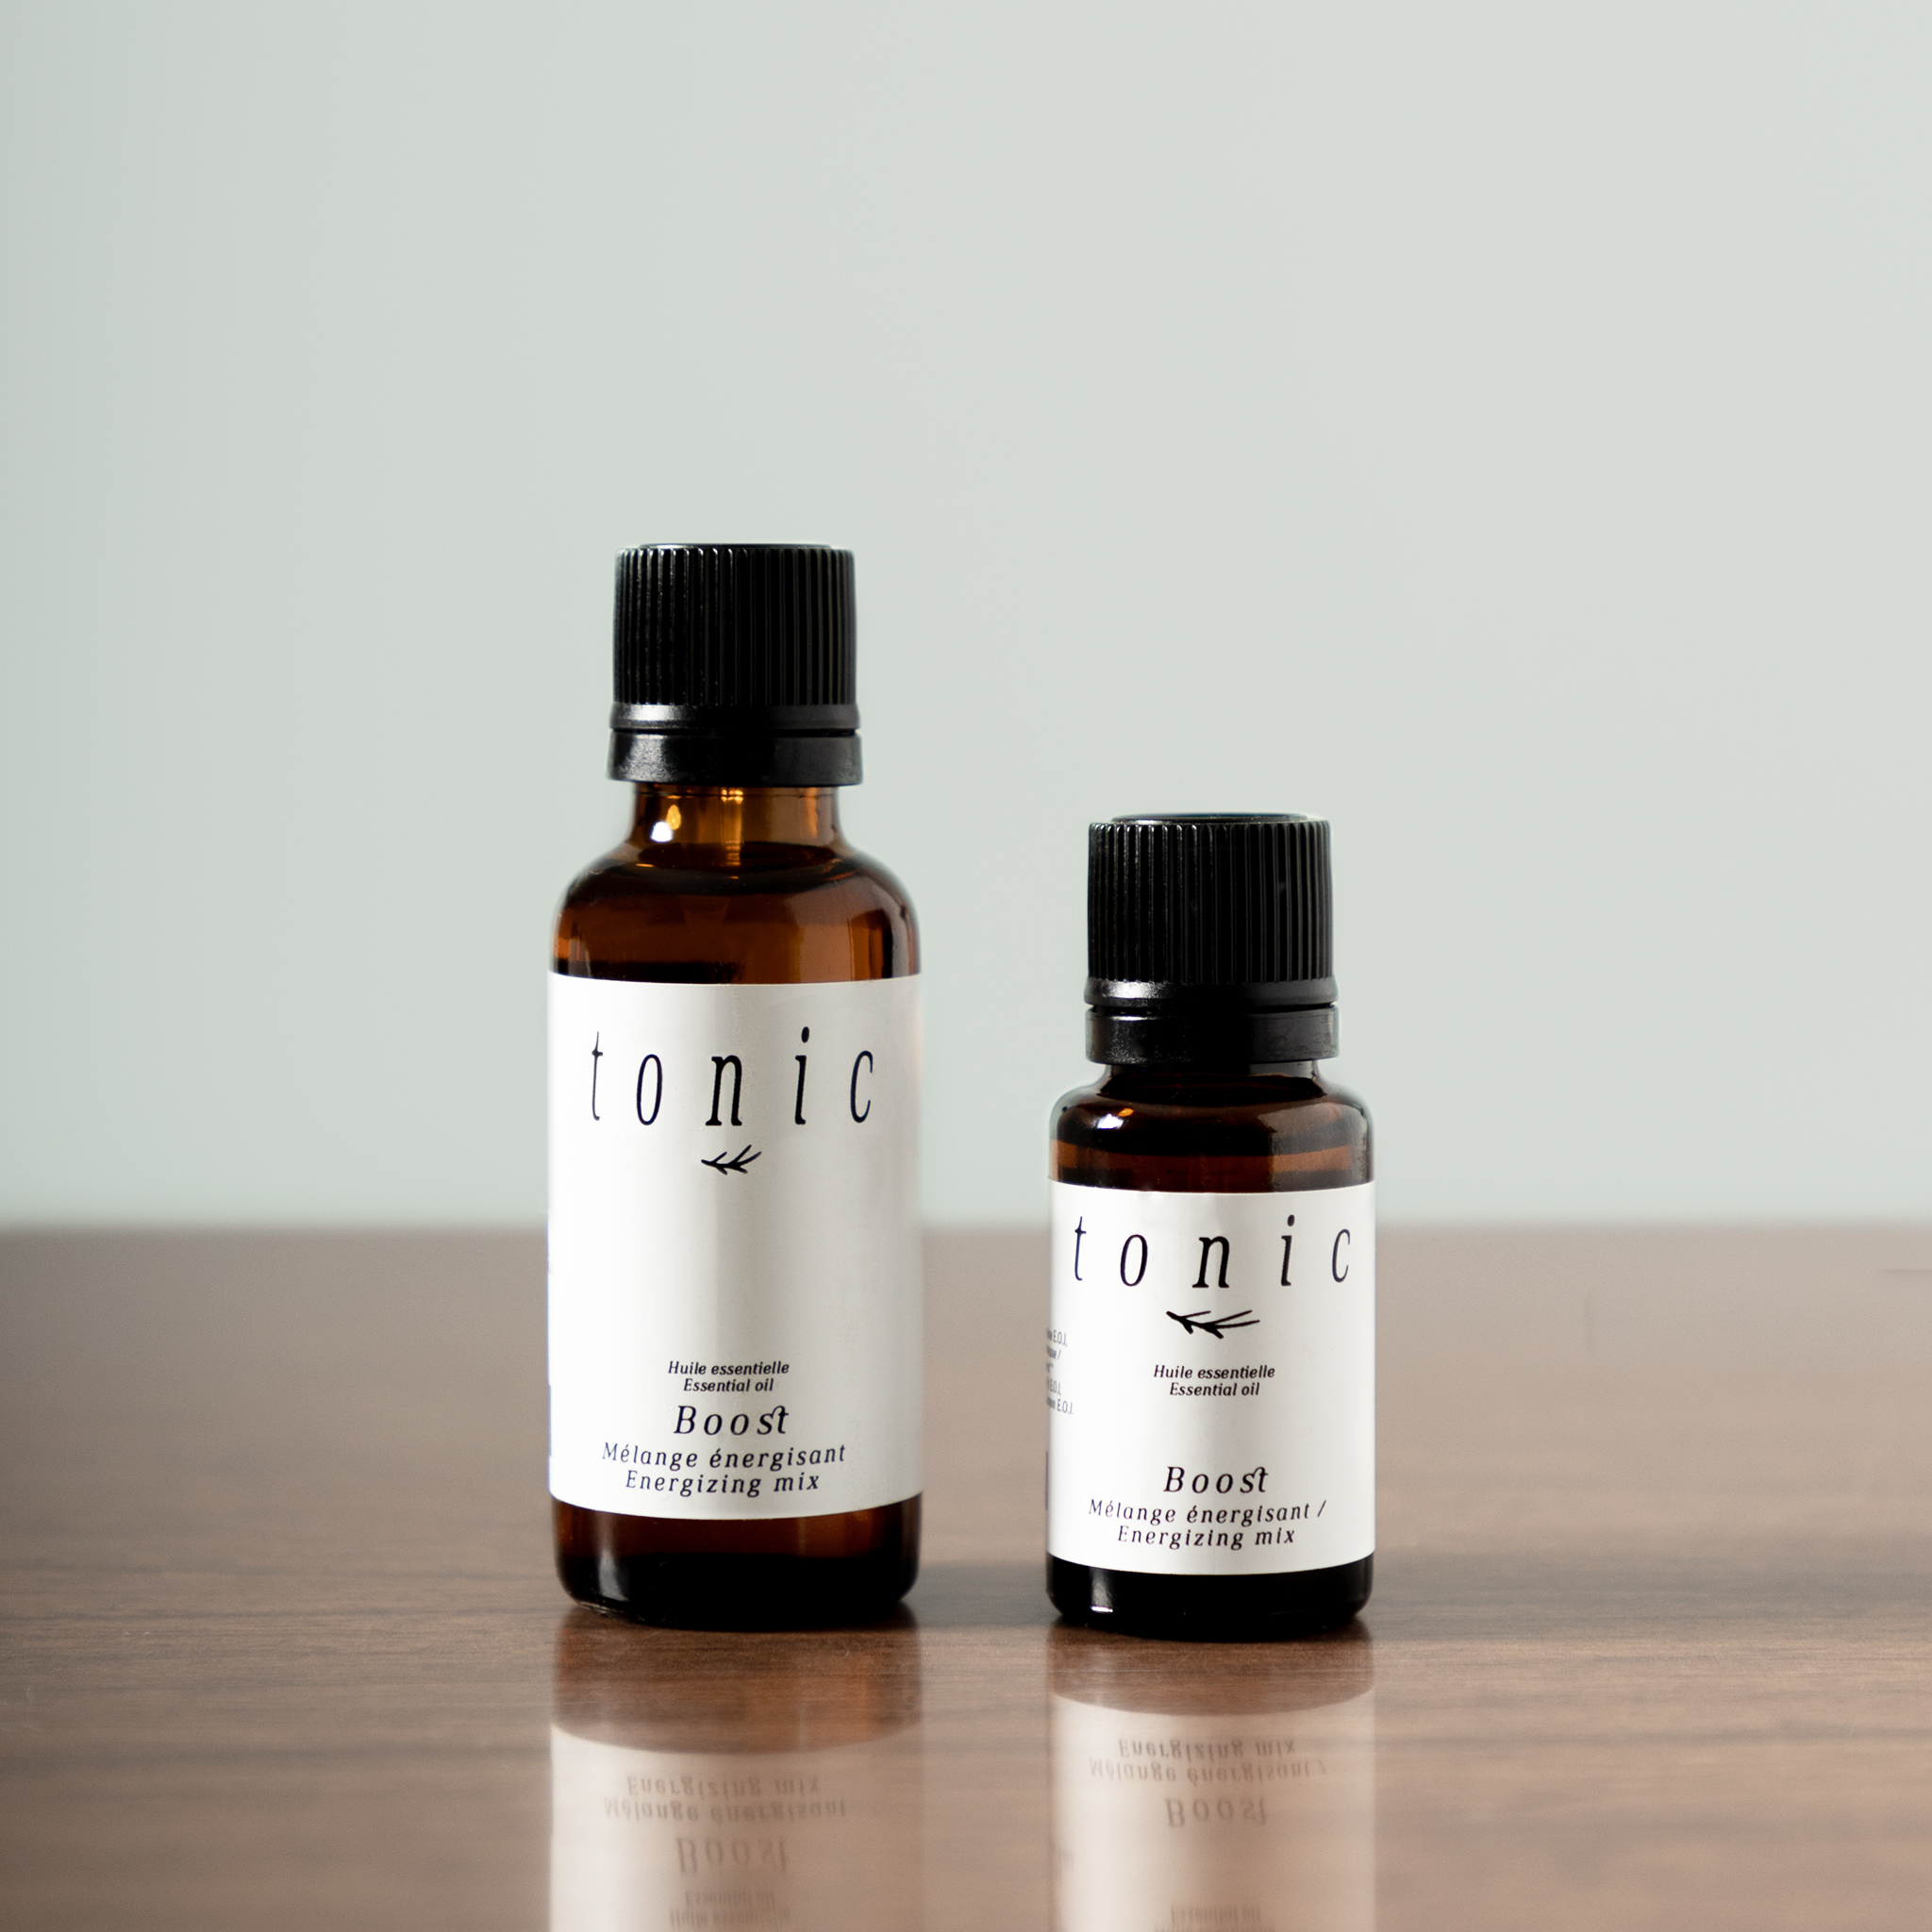 tonic
Huile essentielle
Essential oil
Boost
Mélange énergisant
Energizing mix
tonic
E.O.I.
E.O.I.
E.O.I.
Huile essentielle
Essential oil
Boost
Mélange énergisant /
Energizing mix